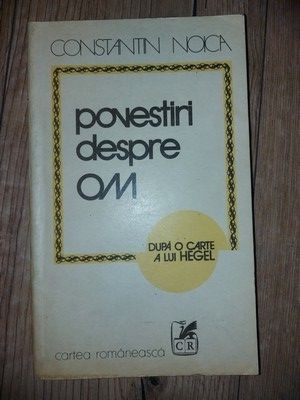 CONSTANTIN NOICA
povestiri
despre
OM
DUPĂ O CARTE
A LUI HEGEL
cartea românească
CR